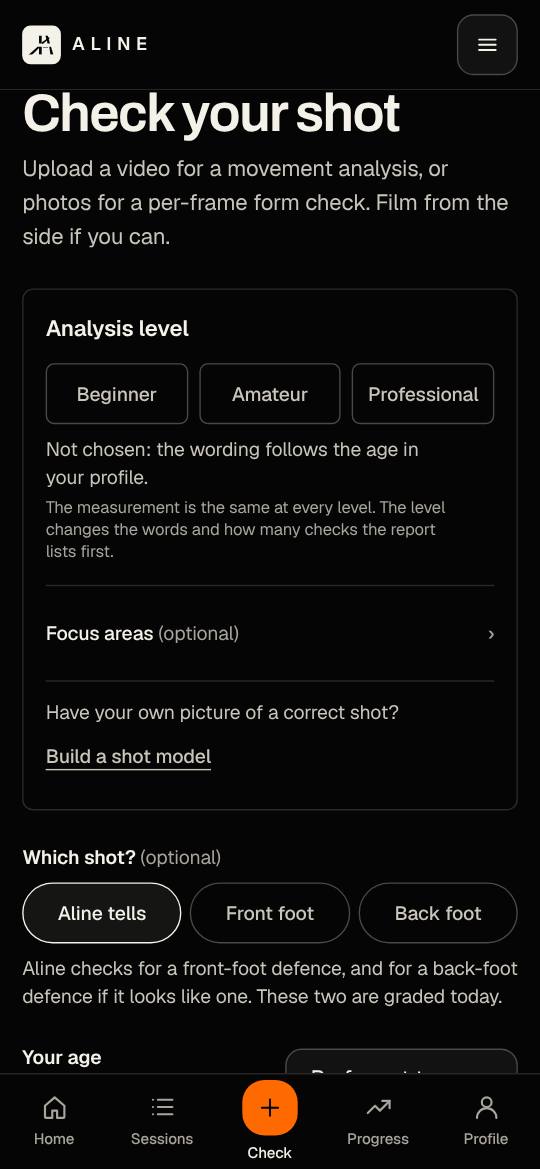 ALINE
Check your shot
Upload a video for a movement analysis, or
photos for a per-frame form check. Film from the
side if you can.
Analysis level
Beginner
Amateur
Professional
Not chosen: the wording follows the age in
your profile.
The measurement is the same at every level. The level
changes the words and how many checks the report
lists first.
Focus areas (optional)
Have your own picture of a correct shot?
Build a shot model
Which shot? (optional)
Aline tells
Front foot
Back foot
Aline checks for a front-foot defence, and for a back-foot
defence if it looks like one. These two are graded today.
Your age
Home
Sessions
Check
Progress
Profile